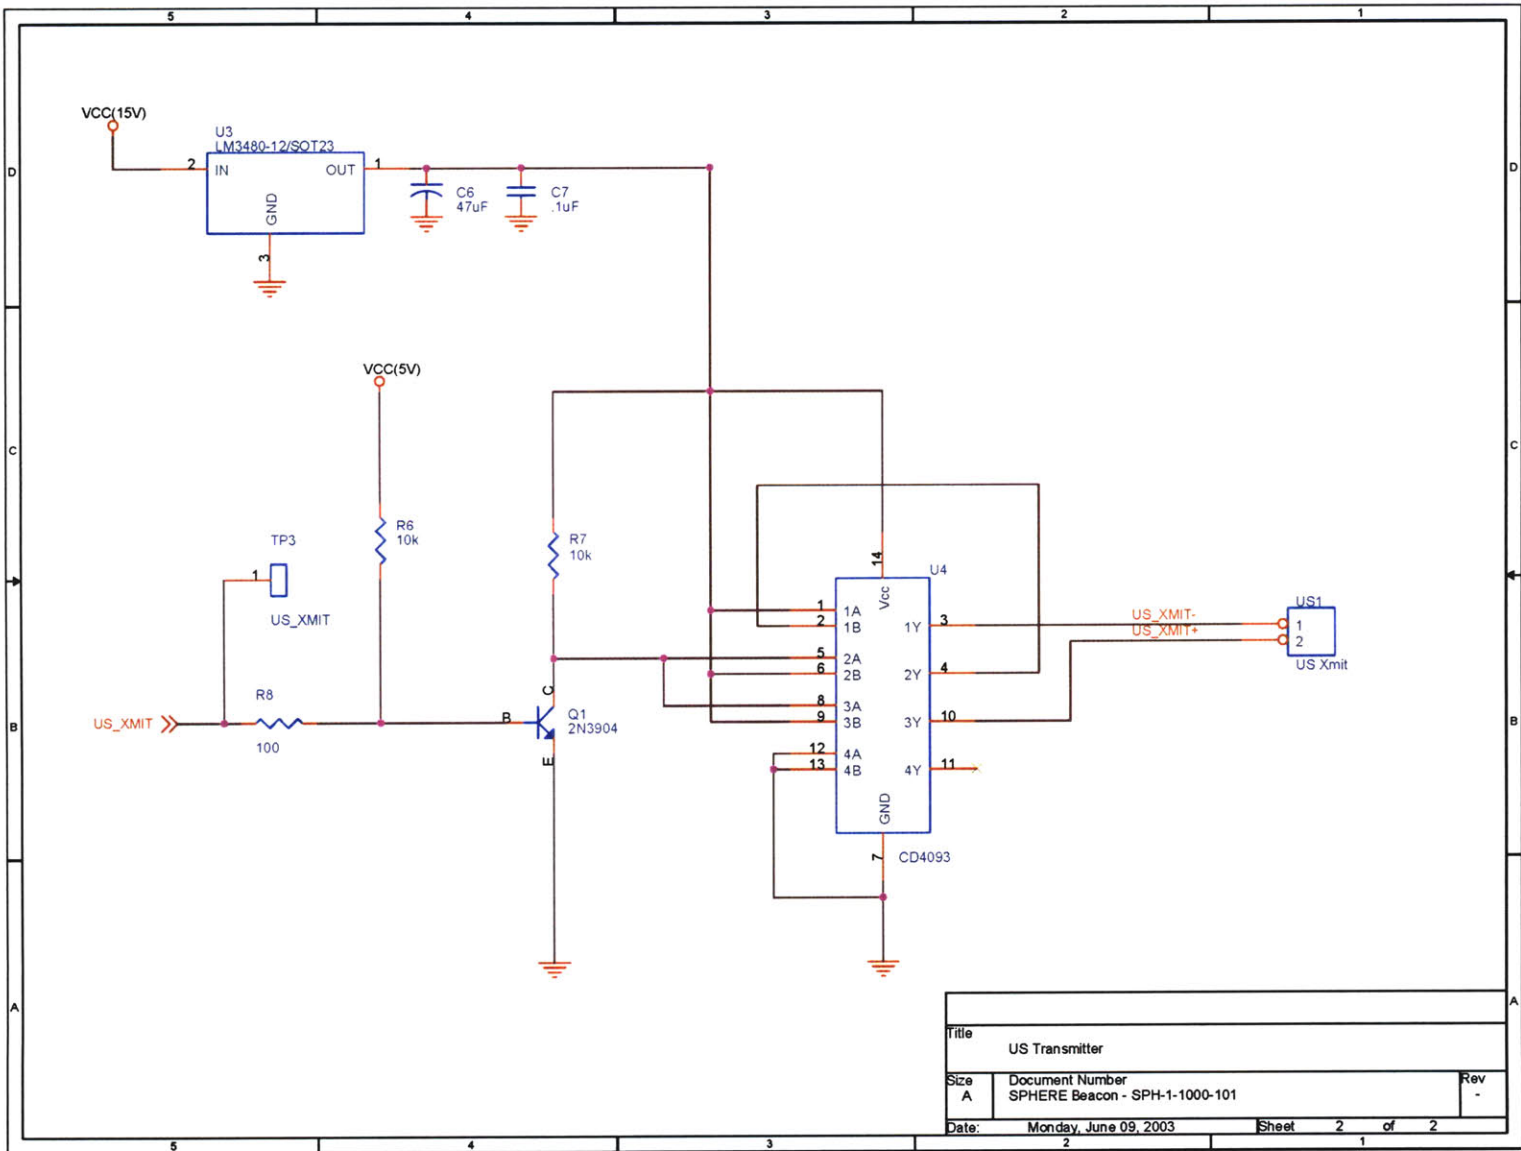 5 4 3 2 1
D D
C C
B B
A A
VCC(15V)
U3
LM3480-12/SOT23
2 IN OUT 1
GND
3
C6
47uF
C7
.1uF
VCC(5V)
R6
10k
R7
10k
TP3
1
US_XMIT
R8
100
US_XMIT
B
C
E
Q1
2N3904
U4
14
Vcc
1 1A
2 1B
1Y 3
5 2A
6 2B
2Y 4
8 3A
9 3B
3Y 10
12 4A
13 4B
4Y 11
GND
7
CD4093
US_XMIT-
US_XMIT+
US1
1
2
US Xmit
Title
US Transmitter
Size
A
Document Number
SPHERE Beacon - SPH-1-1000-101
Rev
-
Date: Monday, June 09, 2003 Sheet 2 of 2
5 4 3 2 1